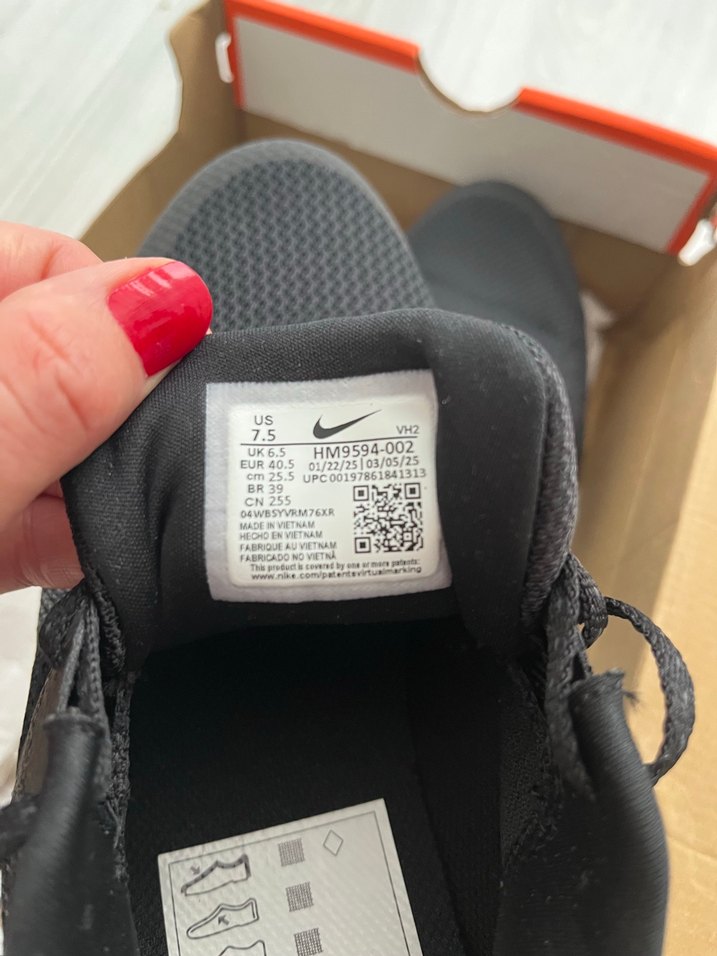 US
7.5
VH2
UK 6.5
HM9594-002
EUR 40.5
01/22/25 | 03/05/25
cm 25.5
UPC 00197861841313
BR 39
CN 255
04WBSYVRM76XR
MADE IN VIETNAM
HECHO EN VIETNAM
FABRIQUE AU VIETNAM
FABRICADO NO VIETNÃ
This product is covered by one or more patents:
www.nike.com/patentsvirtualmarking